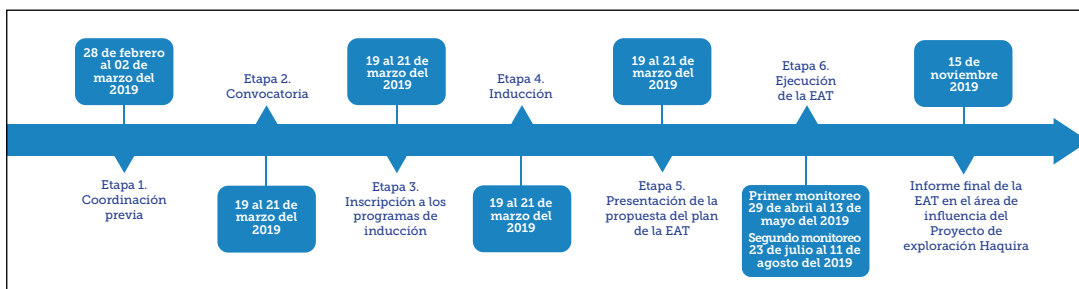 28 de febrero
al 02 de
marzo del
2019
Etapa 1.
Coordinación
previa
Etapa 2.
Convocatoria
19 al 21 de
marzo del
2019
19 al 21 de
marzo del
2019
Etapa 3.
Inscripción a los
programas de
inducción
Etapa 4.
Inducción
19 al 21 de
marzo del
2019
19 al 21 de
marzo del
2019
Etapa 5.
Presentación de la
propuesta del plan
de la EAT
Etapa 6.
Ejecución
de la EAT
Primer monitoreo
29 de abril al 13 de
mayo del 2019
Segundo monitoreo
23 de julio al 11 de
agosto del 2019
15 de
noviembre
2019
Informe final de la
EAT en el área de
influencia del
Proyecto de
exploración Haquira